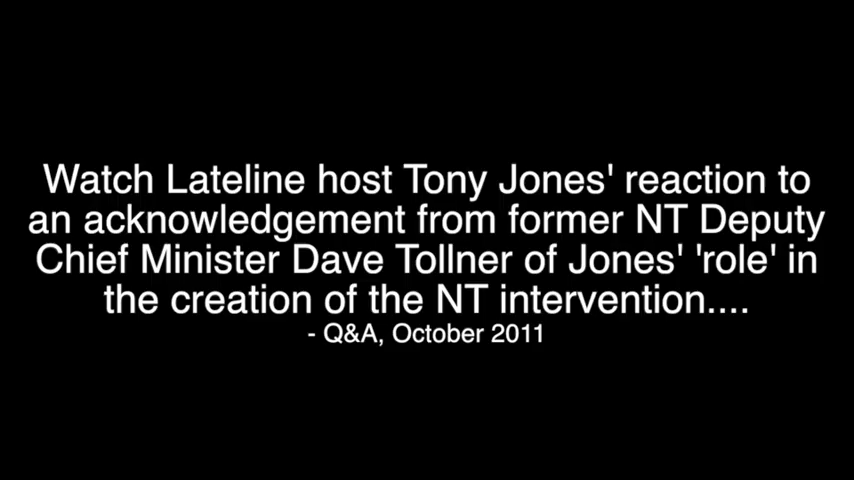 Watch Lateline host Tony Jones' reaction to
an acknowledgement from former NT Deputy
Chief Minister Dave Tollner of Jones' 'role' in
the creation of the NT intervention....
- Q&A, October 2011